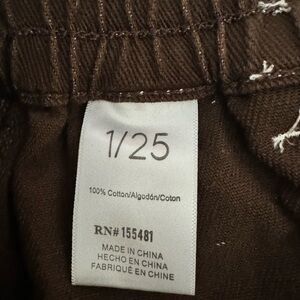 1/25
100% Cotton/Algodón/Coton
RN# 155481
MADE IN CHINA
HECHO EN CHINA
FABRIQUÉ EN CHINE